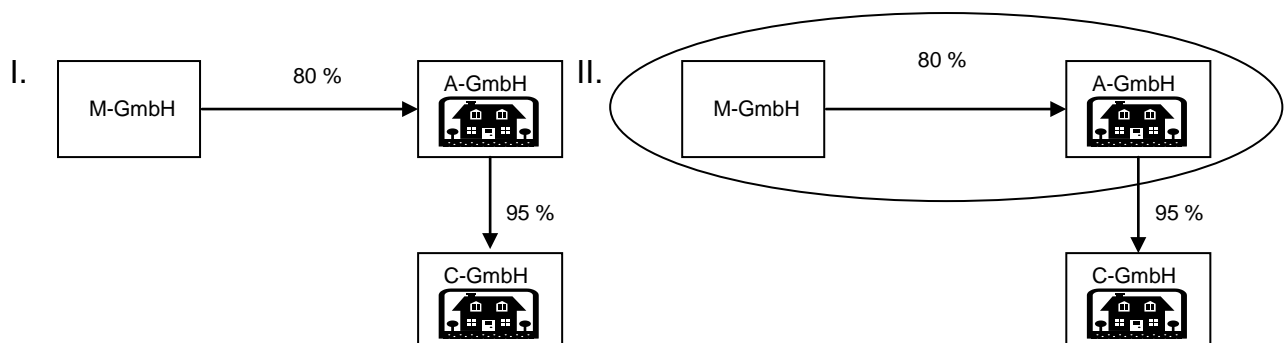 I.
M-GmbH
80 %
A-GmbH
95 %
C-GmbH
II.
M-GmbH
80 %
A-GmbH
95 %
C-GmbH